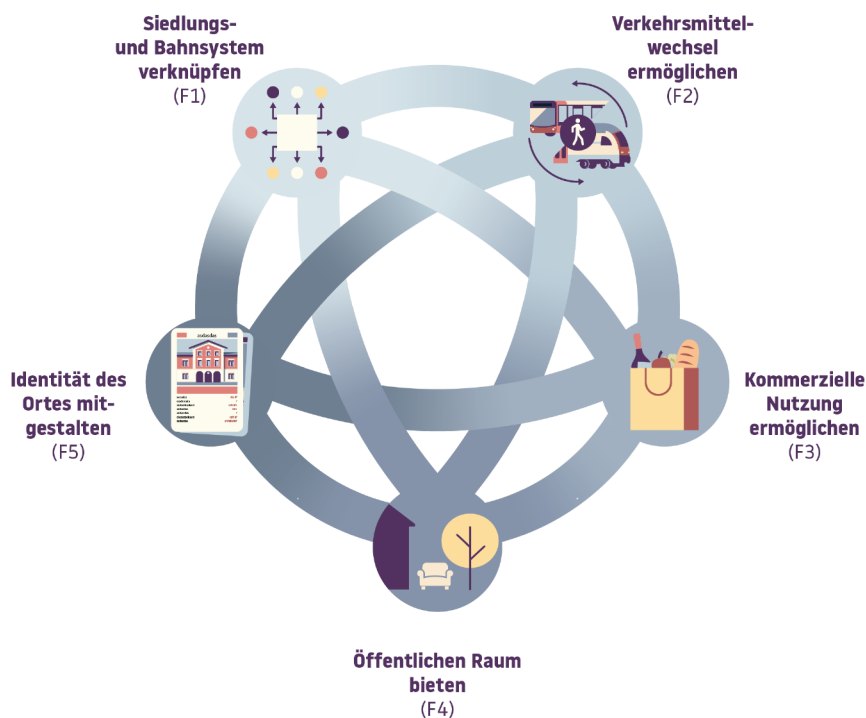 Siedlungs-
und Bahnsystem
verknüpfen
(F1)
Verkehrsmittel-
wechsel
ermöglichen
(F2)
Identität des
Ortes mit-
gestalten
(F5)
Kommerzielle
Nutzung
ermöglichen
(F3)
Öffentlichen Raum
bieten
(F4)